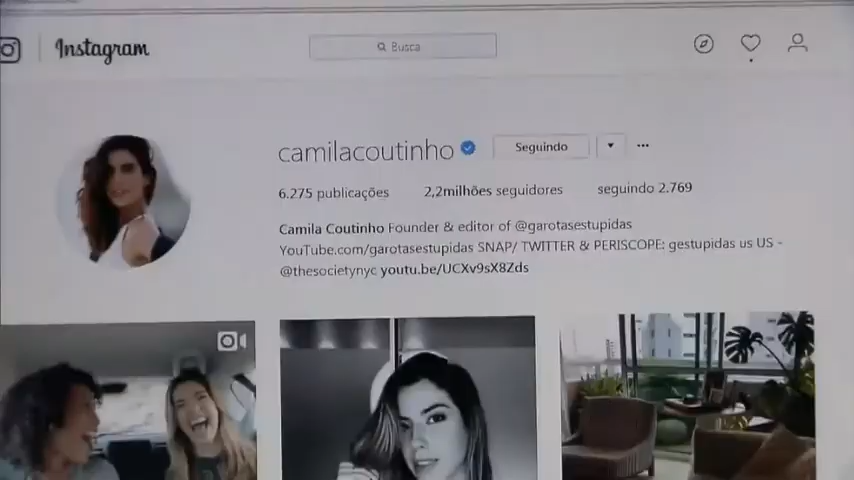 Instagram
Busca
camilacoutinho
Seguindo
6.275 publicações 2,2milhões seguidores seguindo 2.769
Camila Coutinho Founder & editor of @garotasestupidas
YouTube.com/garotasestupidas SNAP/ TWITTER & PERISCOPE: gestupidas us US -
@thesocietynyc youtu.be/UCXv9sX8Zds